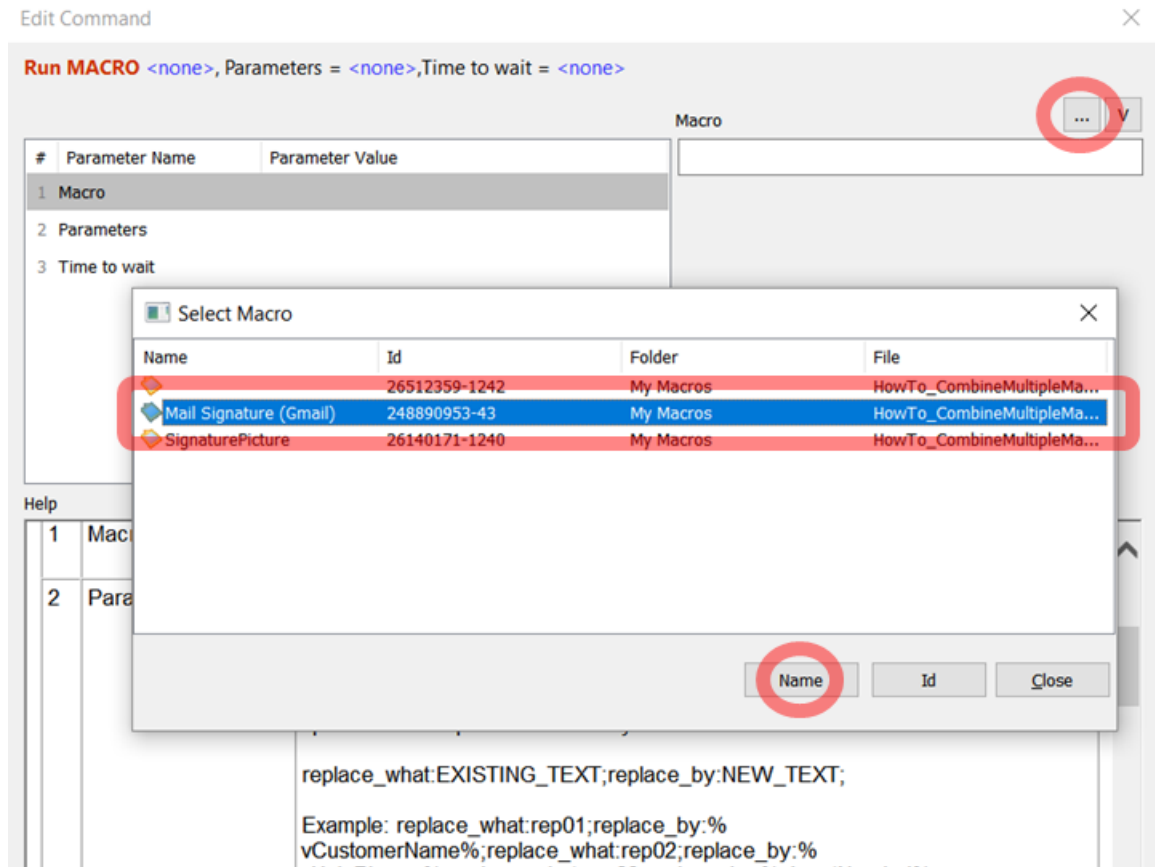 Edit Command
Run MACRO <none>, Parameters = <none>,Time to wait = <none>
... V
Macro
# Parameter Name Parameter Value
1 Macro
2 Parameters
3 Time to wait
Select Macro
Name Id Folder File
26512359-1242 My Macros HowTo_CombineMultipleMa...
Mail Signature (Gmail) 248890953-43 My Macros HowTo_CombineMultipleMa...
SignaturePicture 26140171-1240 My Macros HowTo_CombineMultipleMa...
Help
1 Macr
2 Para
Name Id Close
replace_what:EXISTING_TEXT;replace_by:NEW_TEXT;
Example: replace_what:rep01;replace_by:%
vCustomerName%;replace_what:rep02;replace_by:%